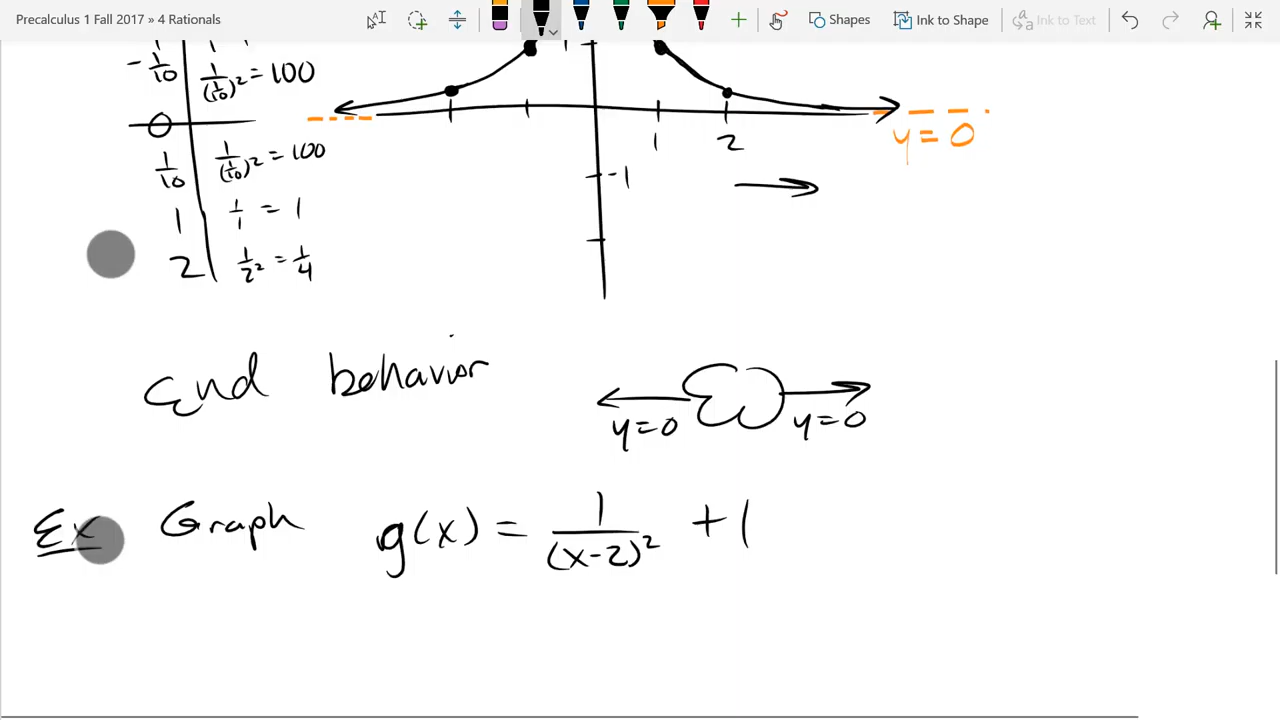 Precalculus 1 Fall 2017 » 4 Rationals
Shapes
Ink to Shape
Ink to Text
-1/10 1/(1/10)² = 100
0
1/10 1/(1/10)² = 100
1 1/1 = 1
2 1/2² = 1/4
1
1 2
-1
y = 0
End behavior
y=0 y=0
Ex Graph g(x) = 1/(x-2)² + 1